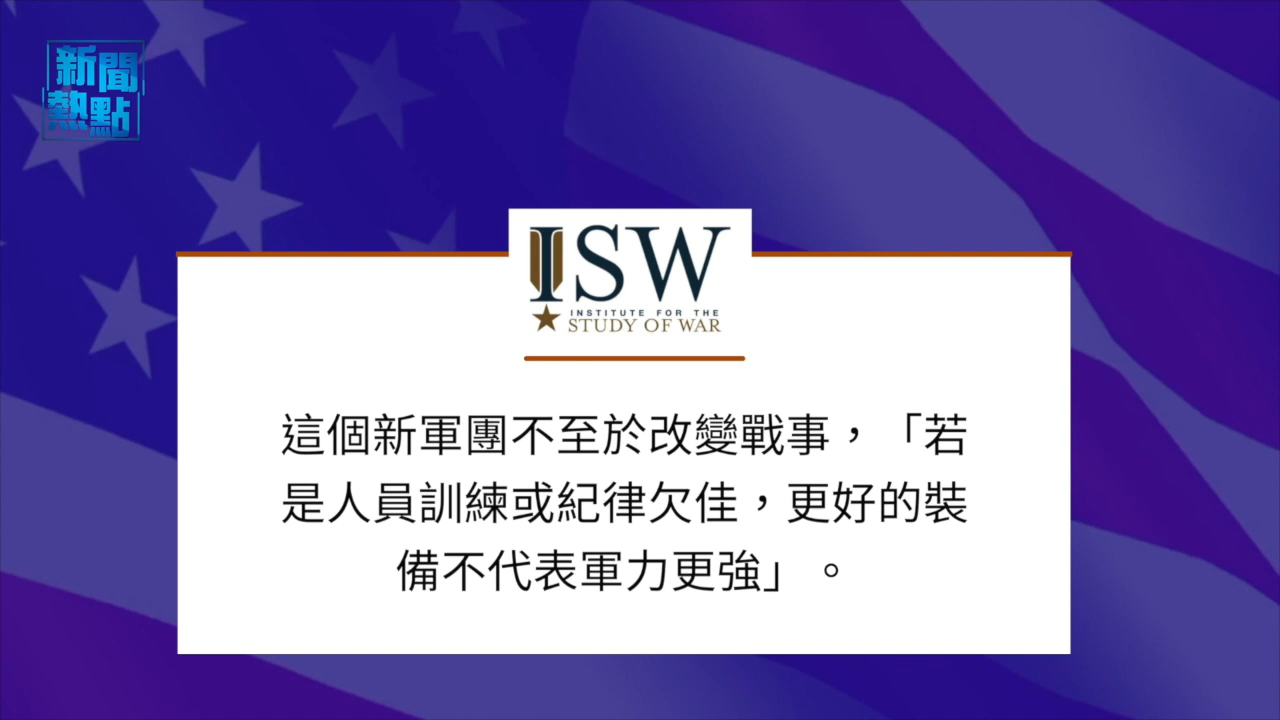 新聞
熱點
ISW
INSTITUTE FOR THE
STUDY OF WAR
這個新軍團不至於改變戰事，「若
是人員訓練或紀律欠佳，更好的裝
備不代表軍力更強」。